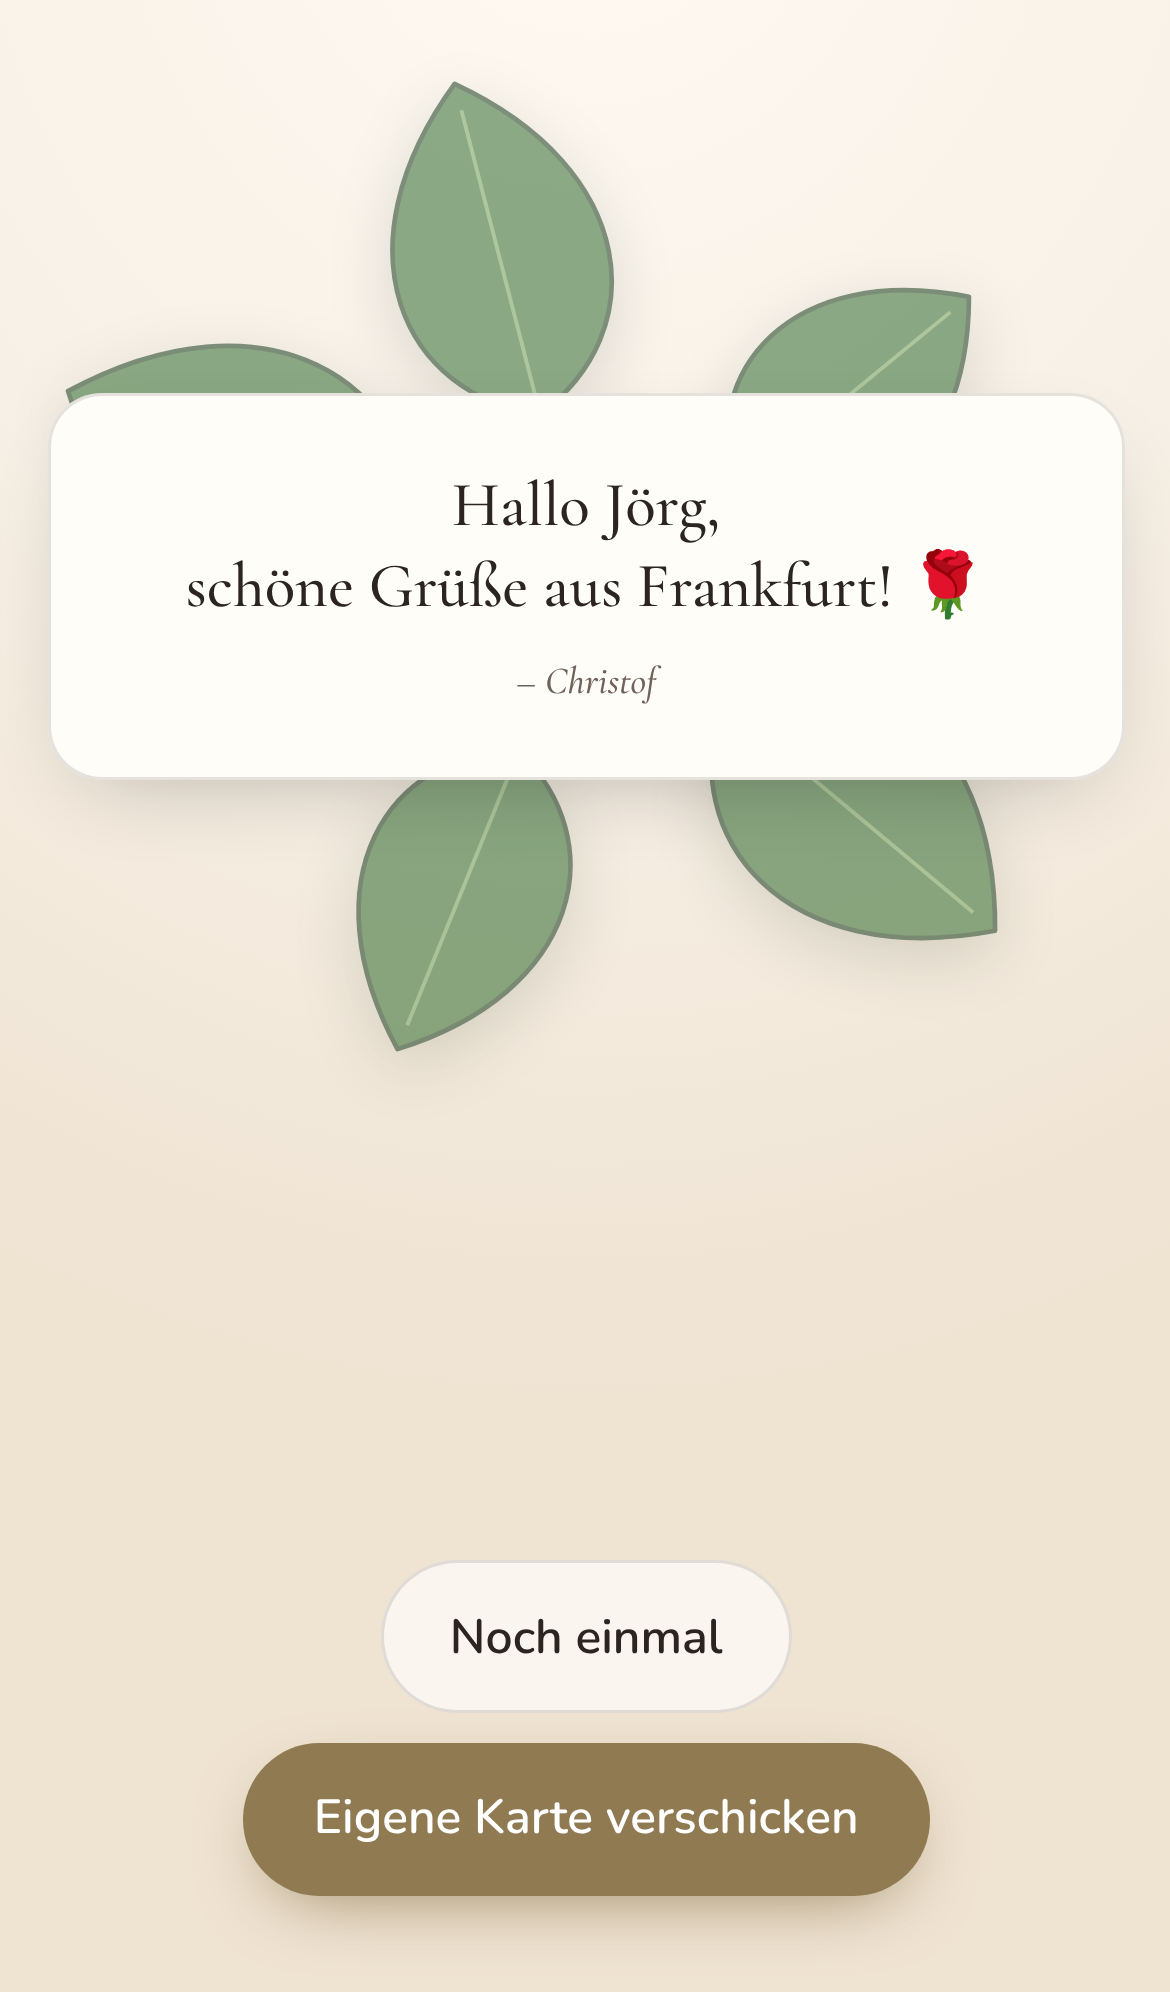 Hallo Jörg,
schöne Grüße aus Frankfurt! 🌹
– Christof
Noch einmal
Eigene Karte verschicken